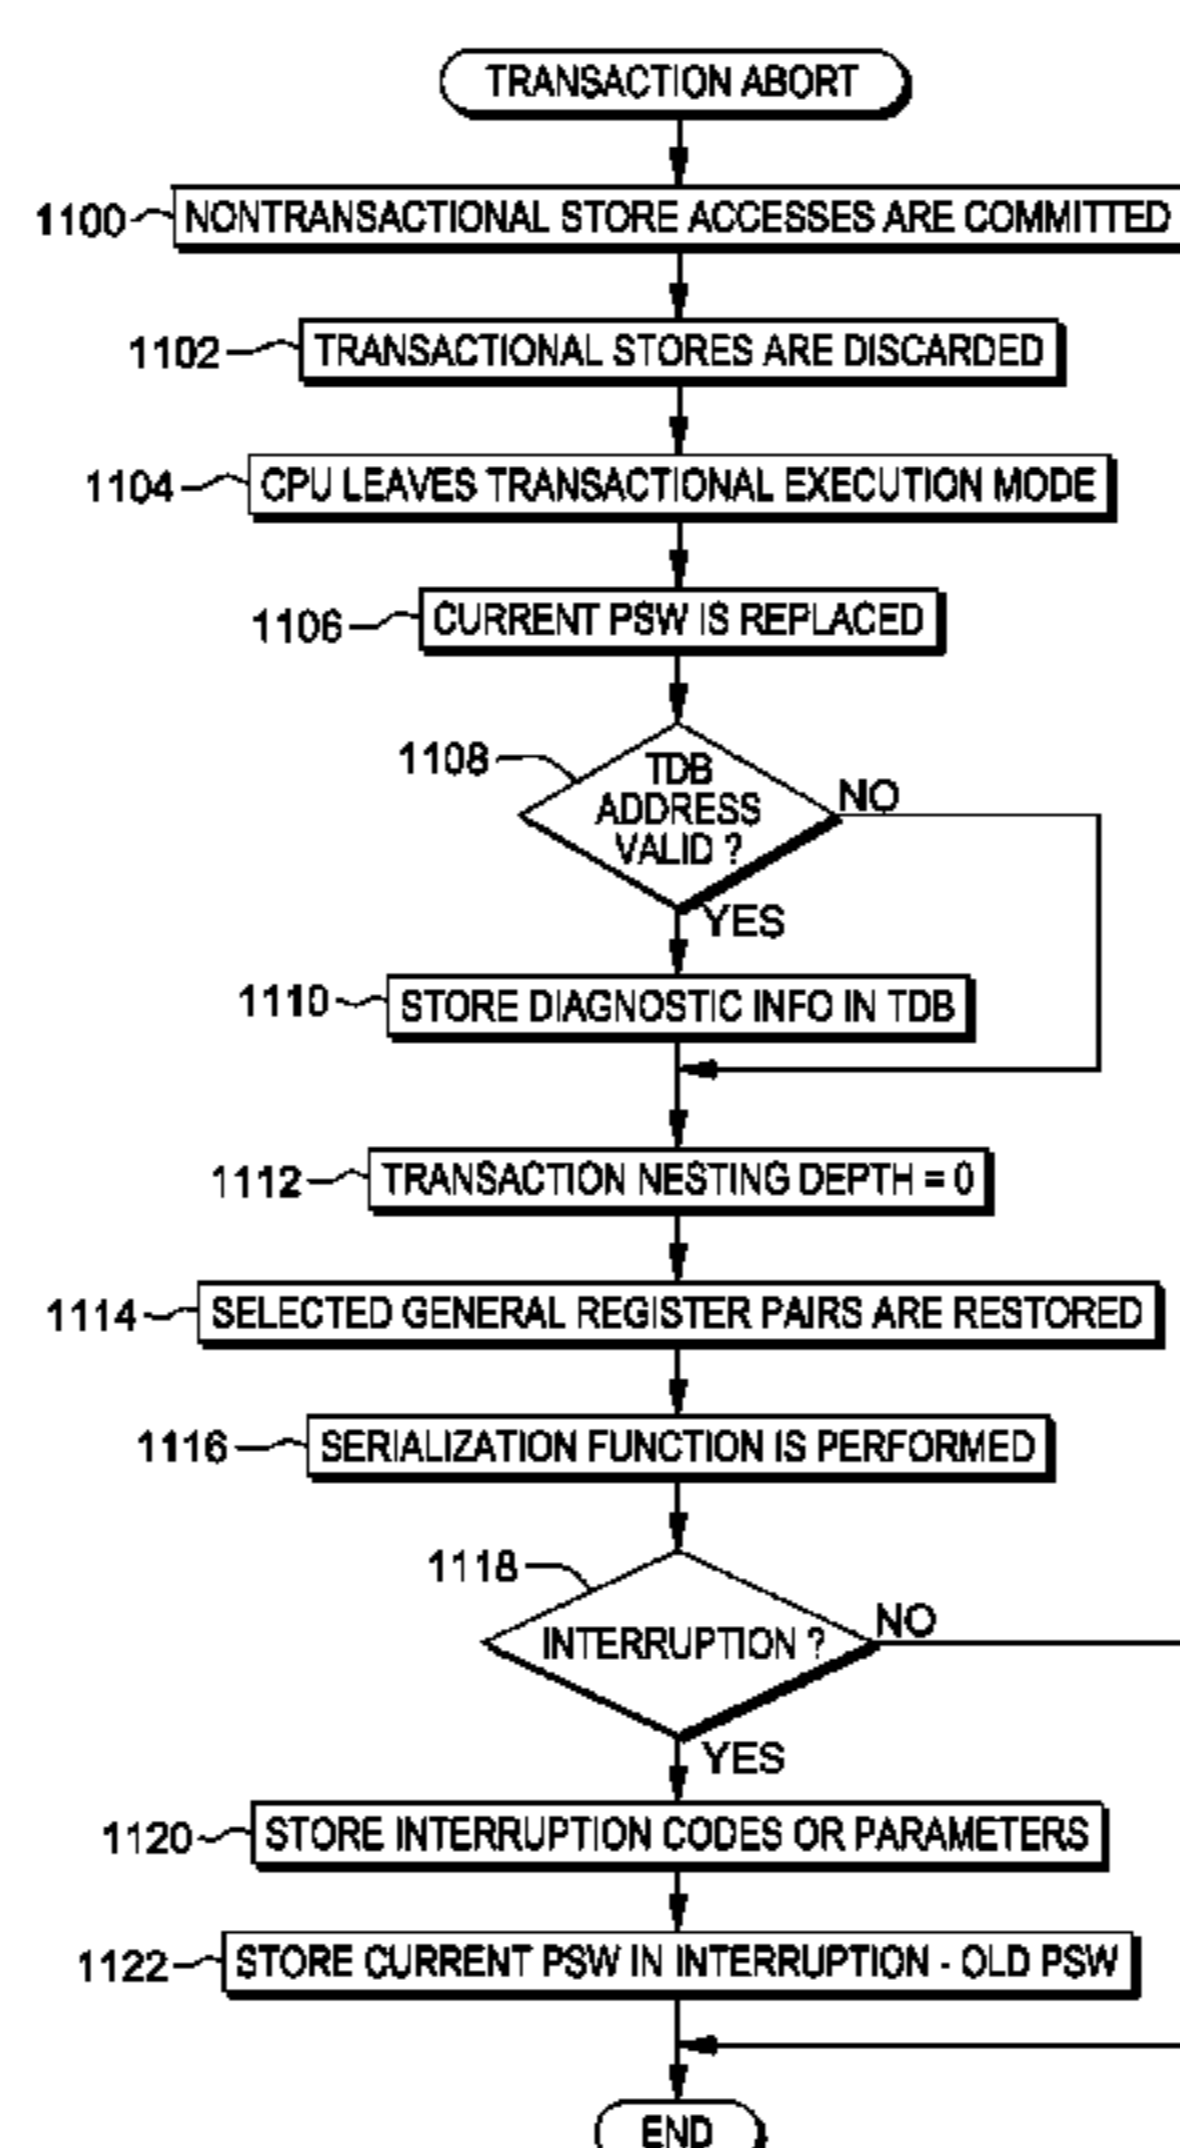 TRANSACTION ABORT
1100 NONTRANSACTIONAL STORE ACCESSES ARE COMMITTED
1102 TRANSACTIONAL STORES ARE DISCARDED
1104 CPU LEAVES TRANSACTIONAL EXECUTION MODE
1106 CURRENT PSW IS REPLACED
1108
TDB
ADDRESS
VALID ?
NO
YES
1110 STORE DIAGNOSTIC INFO IN TDB
1112 TRANSACTION NESTING DEPTH = 0
1114 SELECTED GENERAL REGISTER PAIRS ARE RESTORED
1116 SERIALIZATION FUNCTION IS PERFORMED
1118
INTERRUPTION ?
NO
YES
1120 STORE INTERRUPTION CODES OR PARAMETERS
1122 STORE CURRENT PSW IN INTERRUPTION - OLD PSW
END